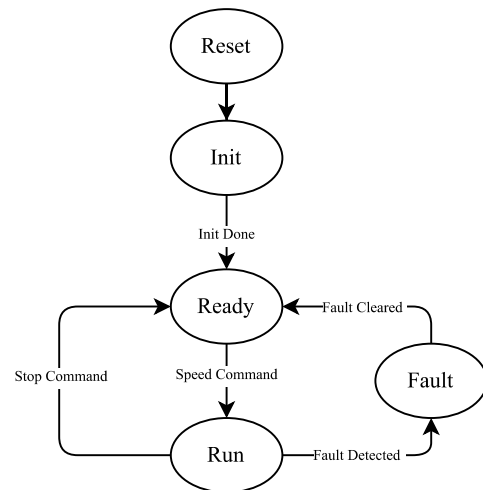 Reset
Init
Init Done
Ready
Fault Cleared
Stop Command
Speed Command
Fault
Run
Fault Detected